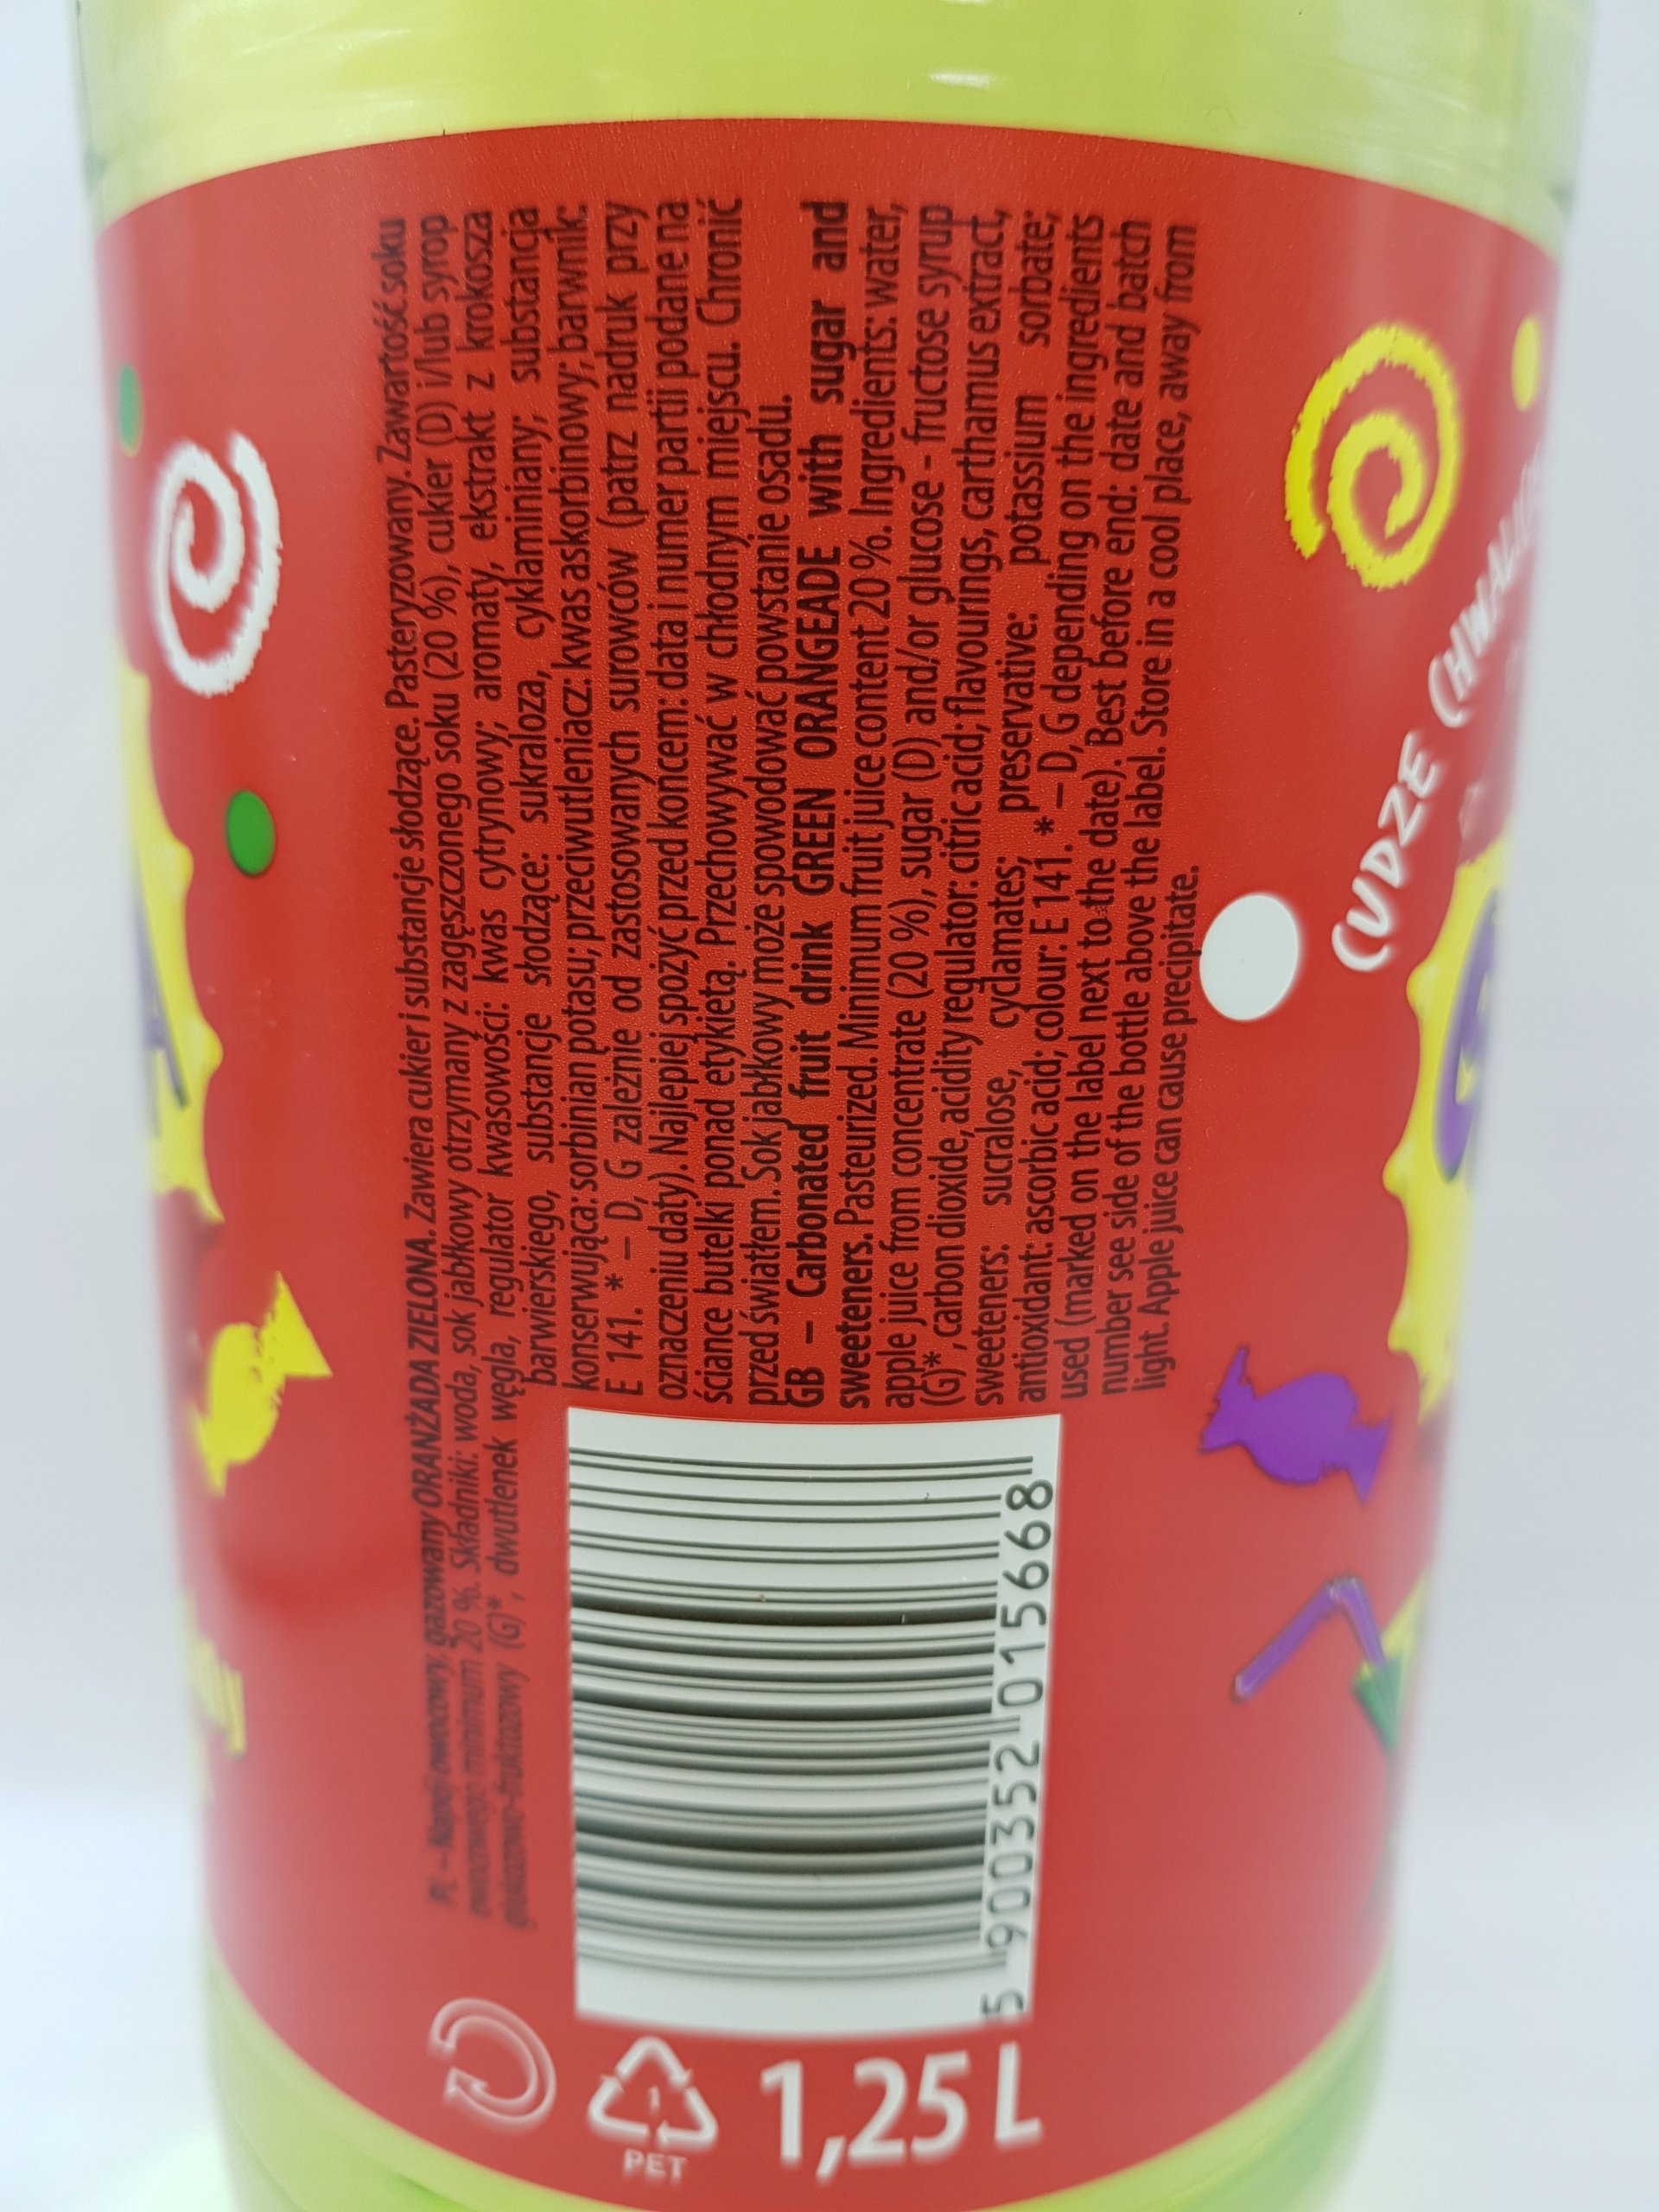 PL – Napój owocowy, gazowany ORANŻADA ZIELONA. Zawiera cukier i substancje słodzące. Pasteryzowany. Zawartość soku
owocowego minimum 20 %. Składniki: woda, sok jabłkowy otrzymany z zagęszczonego soku (20 %), cukier (D) i/lub syrop
glukozowo-fruktozowy (G)*, dwutlenek węgla, regulator kwasowości: kwas cytrynowy; aromaty, ekstrakt z krokosza
barwierskiego, substancje słodzące: sukraloza, cyklaminiany; substancja
konserwująca: sorbinian potasu; przeciwutleniacz: kwas askorbinowy; barwnik:
E 141. * – D, G zależnie od zastosowanych surowców (patrz nadruk przy
oznaczeniu daty). Najlepiej spożyć przed końcem: data i numer partii podane na
ściance butelki ponad etykietą. Przechowywać w chłodnym miejscu. Chronić
przed światłem. Sok jabłkowy może spowodować powstanie osadu.
GB – Carbonated fruit drink GREEN ORANGEADE with sugar and
sweeteners. Pasteurized. Minimum fruit juice content 20 %. Ingredients: water,
apple juice from concentrate (20 %), sugar (D) and/or glucose - fructose syrup
(G)*, carbon dioxide, acidity regulator: citric acid; flavourings, carthamus extract,
sweeteners: sucralose, cyclamates; preservative: potassium sorbate;
antioxidant: ascorbic acid; colour: E 141. * – D, G depending on the ingredients
used (marked on the label next to the date). Best before end: date and batch
number see side of the bottle above the label. Store in a cool place, away from
light. Apple juice can cause precipitate.
5 900352 015668
1
PET
1,25 L
CUDZE